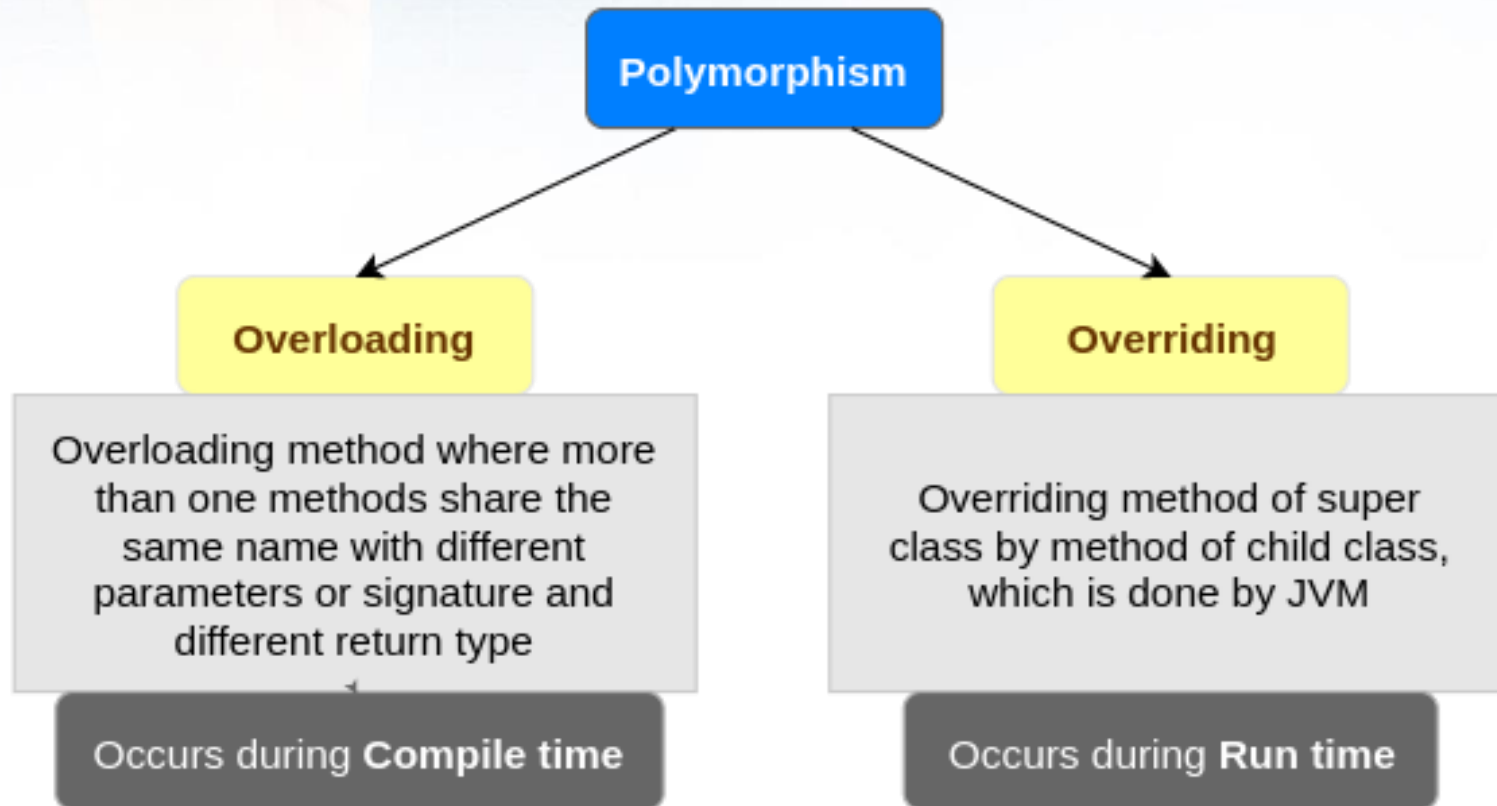 Polymorphism
Overloading
Overriding
Overloading method where more
than one methods share the
same name with different
parameters or signature and
different return type
Overriding method of super
class by method of child class,
which is done by JVM
Occurs during Compile time
Occurs during Run time